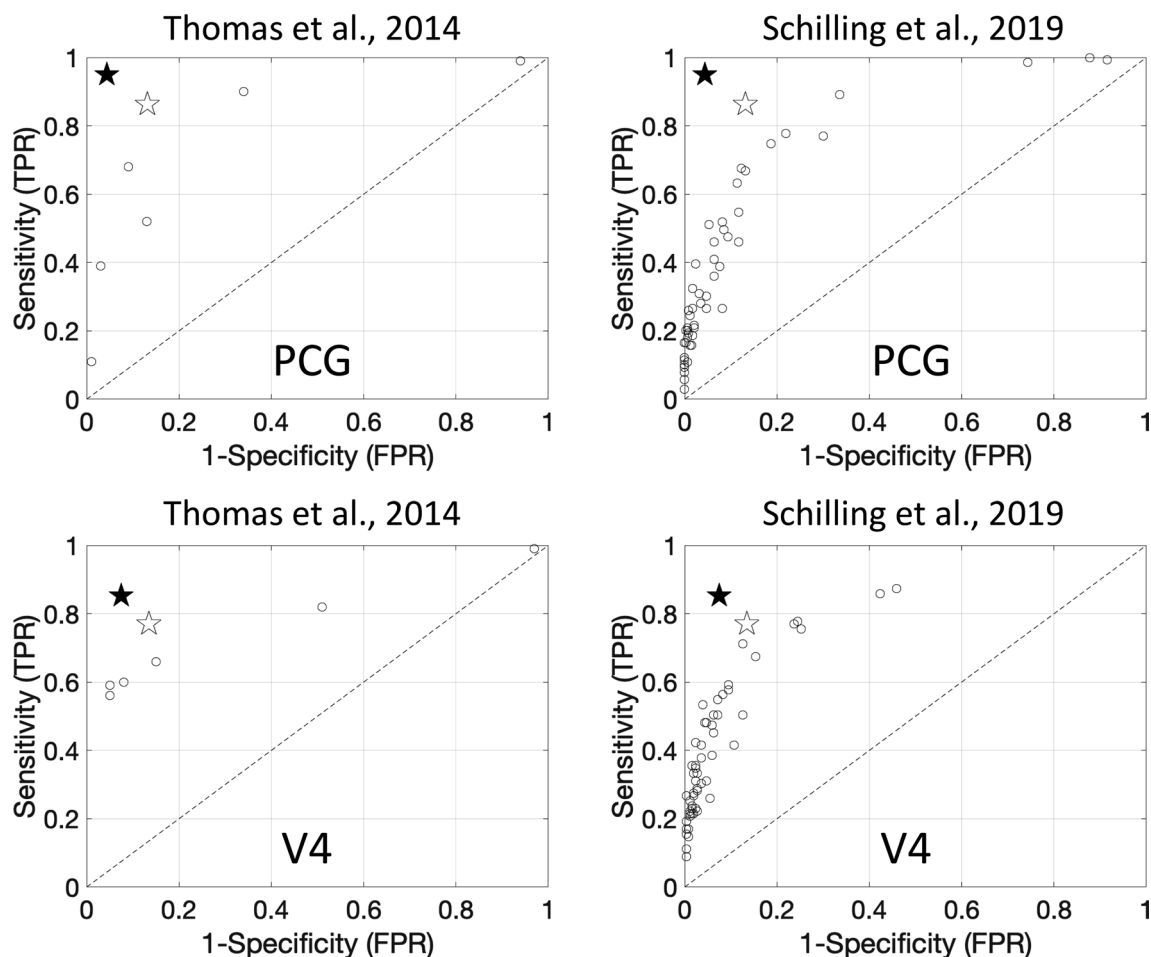 Thomas et al., 2014
Schilling et al., 2019
1
0.8
0.6
0.4
0.2
0
Sensitivity (TPR)
PCG
0 0.2 0.4 0.6 0.8 1
1-Specificity (FPR)
1
0.8
0.6
0.4
0.2
0
Sensitivity (TPR)
PCG
0 0.2 0.4 0.6 0.8 1
1-Specificity (FPR)
Thomas et al., 2014
Schilling et al., 2019
1
0.8
0.6
0.4
0.2
0
Sensitivity (TPR)
V4
0 0.2 0.4 0.6 0.8 1
1-Specificity (FPR)
1
0.8
0.6
0.4
0.2
0
Sensitivity (TPR)
V4
0 0.2 0.4 0.6 0.8 1
1-Specificity (FPR)